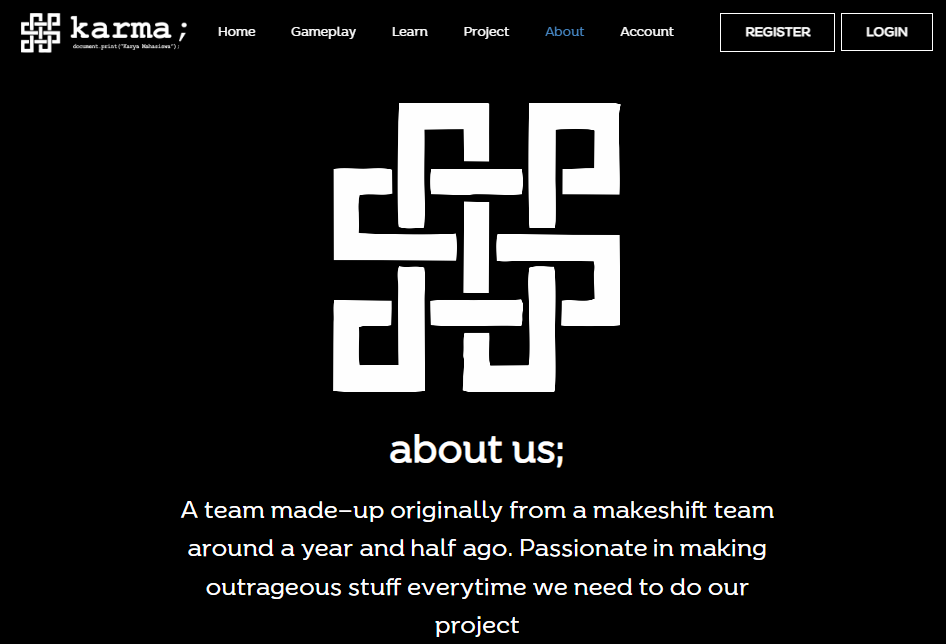 karma;
document.print("Karya Mahasiswa");
Home Gameplay Learn Project About Account REGISTER LOGIN
about us;
A team made-up originally from a makeshift team
around a year and half ago. Passionate in making
outrageous stuff everytime we need to do our
project